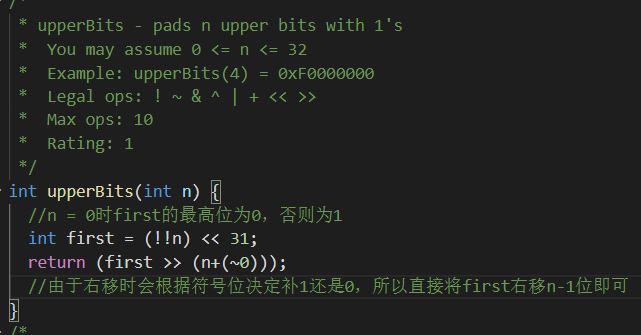 /*
 * upperBits - pads n upper bits with 1's
 *  You may assume 0 <= n <= 32
 *  Example: upperBits(4) = 0xF0000000
 *  Legal ops: ! ~ & ^ | + << >>
 *  Max ops: 10
 *  Rating: 1
 */
int upperBits(int n) {
  //n = 0时first的最高位为0，否则为1
  int first = (!!n) << 31;
  return (first >> (n+(~0)));
  //由于右移时会根据符号位决定补1还是0，所以直接将first右移n-1位即可
}
/*